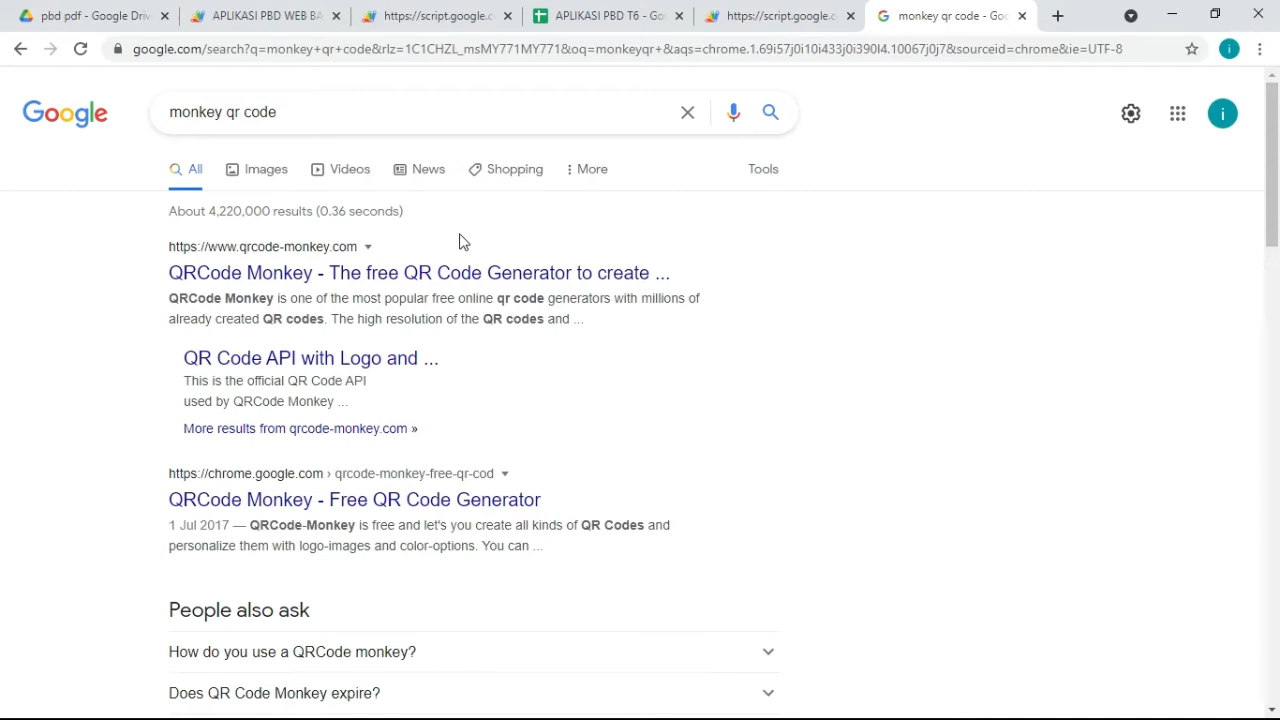 pbd pdf - Google Driv
APLIKASI PBD WEB BA
https://script.google.c
APLIKASI PBD T6 - Go
https://script.google.c
monkey qr code - Goo
google.com/search?q=monkey+qr+code&rlz=1C1CHZL_msMY771MY771&oq=monkeyqr+&aqs=chrome.1.69i57j0i10i433j0i390l4.10067j0j7&sourceid=chrome&ie=UTF-8
i
Google
monkey qr code
i
All
Images
Videos
News
Shopping
More
Tools
About 4,220,000 results (0.36 seconds)
https://www.qrcode-monkey.com
QRCode Monkey - The free QR Code Generator to create ...
QRCode Monkey is one of the most popular free online qr code generators with millions of
already created QR codes. The high resolution of the QR codes and ...
QR Code API with Logo and ...
This is the official QR Code API
used by QRCode Monkey ...
More results from qrcode-monkey.com »
https://chrome.google.com › qrcode-monkey-free-qr-cod
QRCode Monkey - Free QR Code Generator
1 Jul 2017 — QRCode-Monkey is free and let's you create all kinds of QR Codes and
personalize them with logo-images and color-options. You can ...
People also ask
How do you use a QRCode monkey?
Does QR Code Monkey expire?